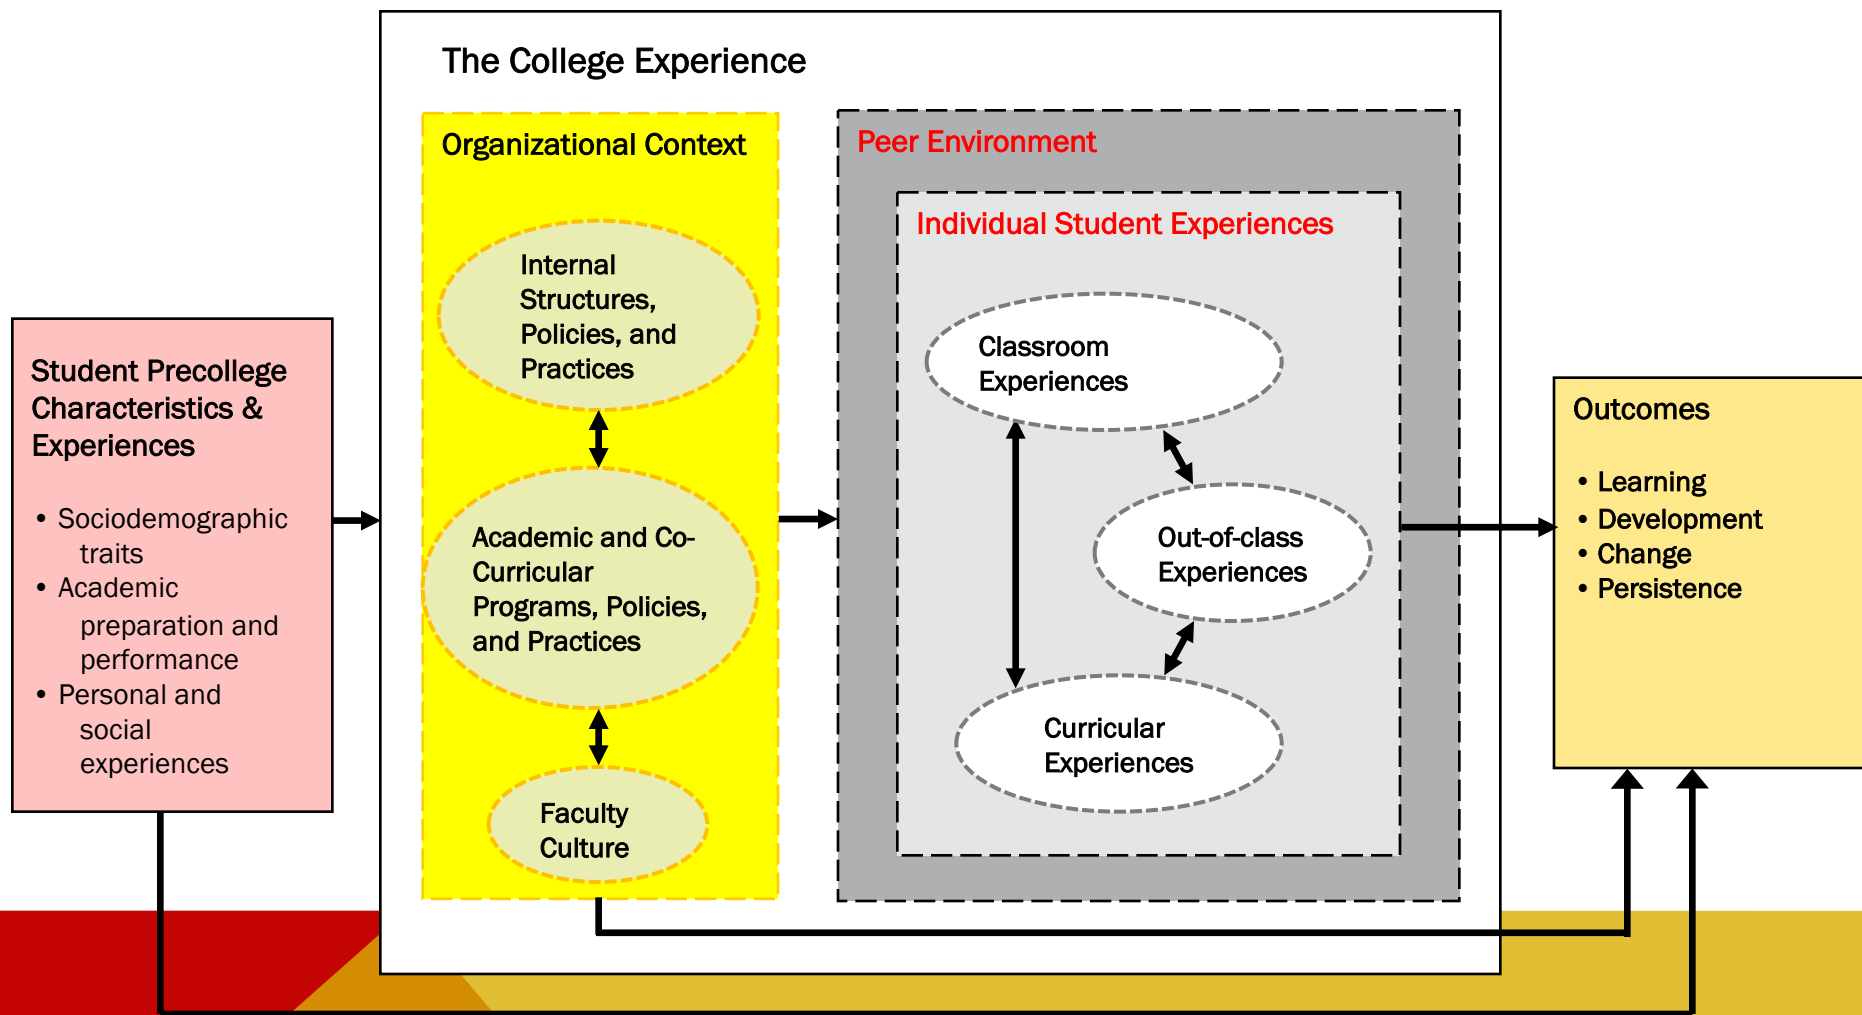 The College Experience
Student Precollege
Characteristics &
Experiences
• Sociodemographic
traits
• Academic
preparation and
performance
• Personal and
social
experiences
Organizational Context
Internal
Structures,
Policies, and
Practices
Academic and Co-
Curricular
Programs, Policies,
and Practices
Faculty
Culture
Peer Environment
Individual Student Experiences
Classroom
Experiences
Out-of-class
Experiences
Curricular
Experiences
Outcomes
• Learning
• Development
• Change
• Persistence